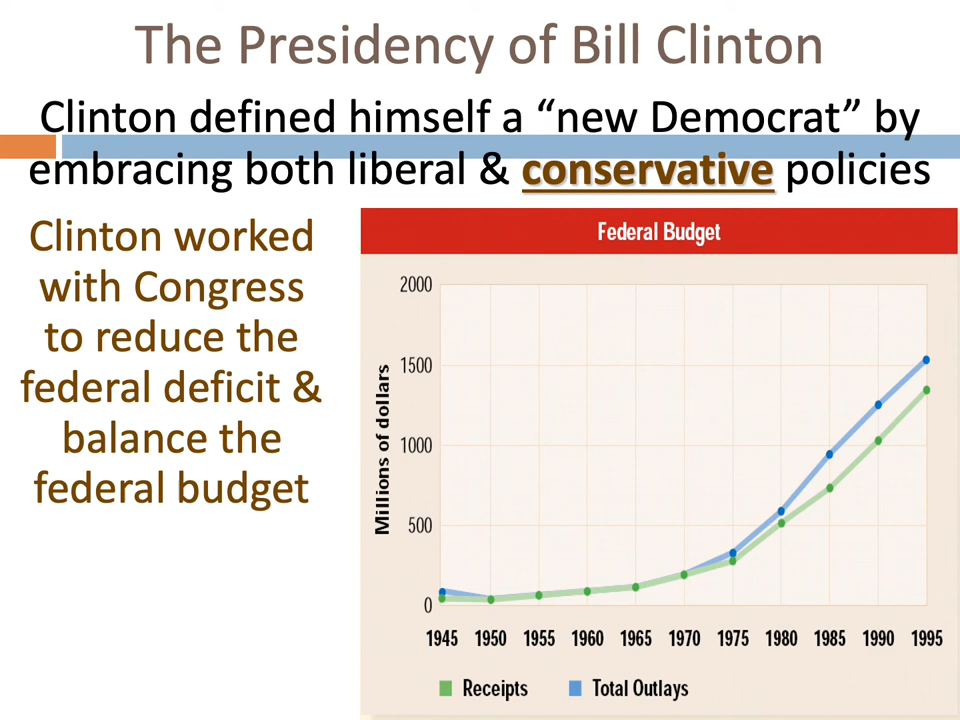 The Presidency of Bill Clinton
Clinton defined himself a “new Democrat” by
embracing both liberal & conservative policies
Clinton worked
with Congress
to reduce the
federal deficit &
balance the
federal budget
Federal Budget
Millions of dollars
2000
1500
1000
500
0
1945 1950 1955 1960 1965 1970 1975 1980 1985 1990 1995
Receipts Total Outlays